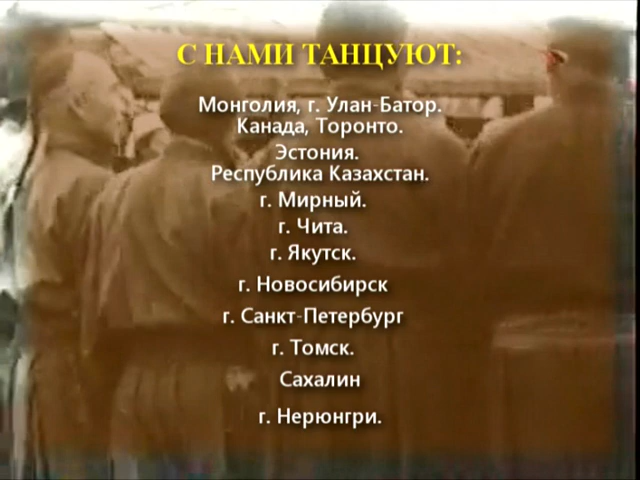 С НАМИ ТАНЦУЮТ:
Монголия, г. Улан-Батор.
Канада, Торонто.
Эстония.
Республика Казахстан.
г. Мирный.
г. Чита.
г. Якутск.
г. Новосибирск
г. Санкт-Петербург
г. Томск.
Сахалин
г. Нерюнгри.